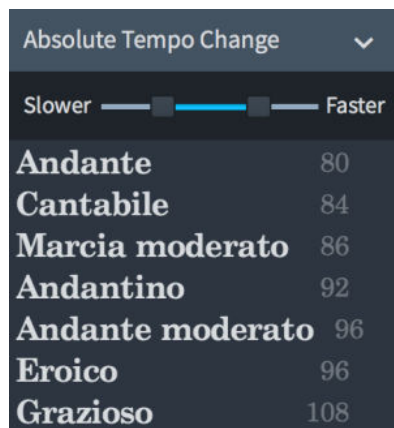 Absolute Tempo Change
Slower Faster
Andante 80
Cantabile 84
Marcia moderato 86
Andantino 92
Andante moderato 96
Eroico 96
Grazioso 108